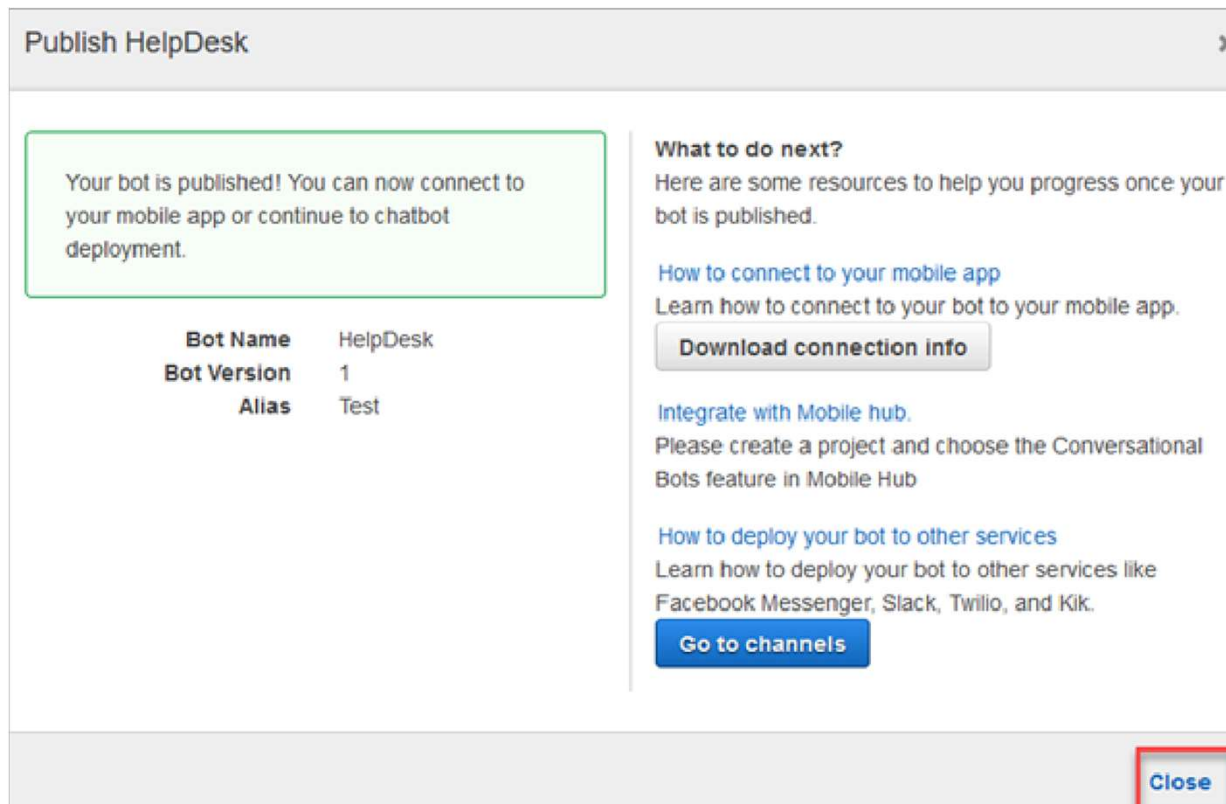 Publish HelpDesk
Your bot is published! You can now connect to
your mobile app or continue to chatbot
deployment.
Bot Name HelpDesk
Bot Version 1
Alias Test
What to do next?
Here are some resources to help you progress once your
bot is published.
How to connect to your mobile app
Learn how to connect to your bot to your mobile app.
Download connection info
Integrate with Mobile hub.
Please create a project and choose the Conversational
Bots feature in Mobile Hub
How to deploy your bot to other services
Learn how to deploy your bot to other services like
Facebook Messenger, Slack, Twilio, and Kik.
Go to channels
Close